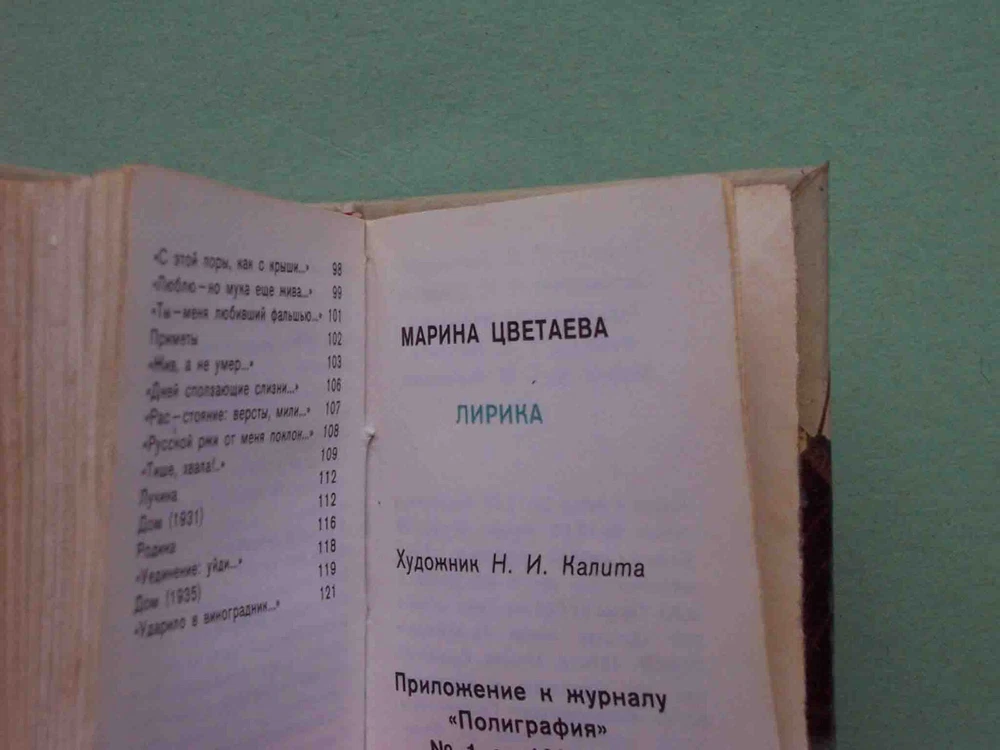 «С этой поры, как с крыши...» 98
«Люблю — но мука еще жива...» 99
«Ты — меня любивший фальшью...» 101
Приметы 102
«Жив, а не умер...» 103
«Дней сползающие слизни...» 106
«Рас — стояние: версты, мили...» 107
«Русской ржи от меня поклон...» 108
«Тише, хвала!..» 109
Лучина 112
Дом (1931) 112
Родина 116
«Уединение: уйди...» 118
Дом (1935) 119
«Ударило в виноградник...» 121
МАРИНА ЦВЕТАЕВА
ЛИРИКА
Художник Н. И. Калита
Приложение к журналу
«Полиграфия»
№ 1